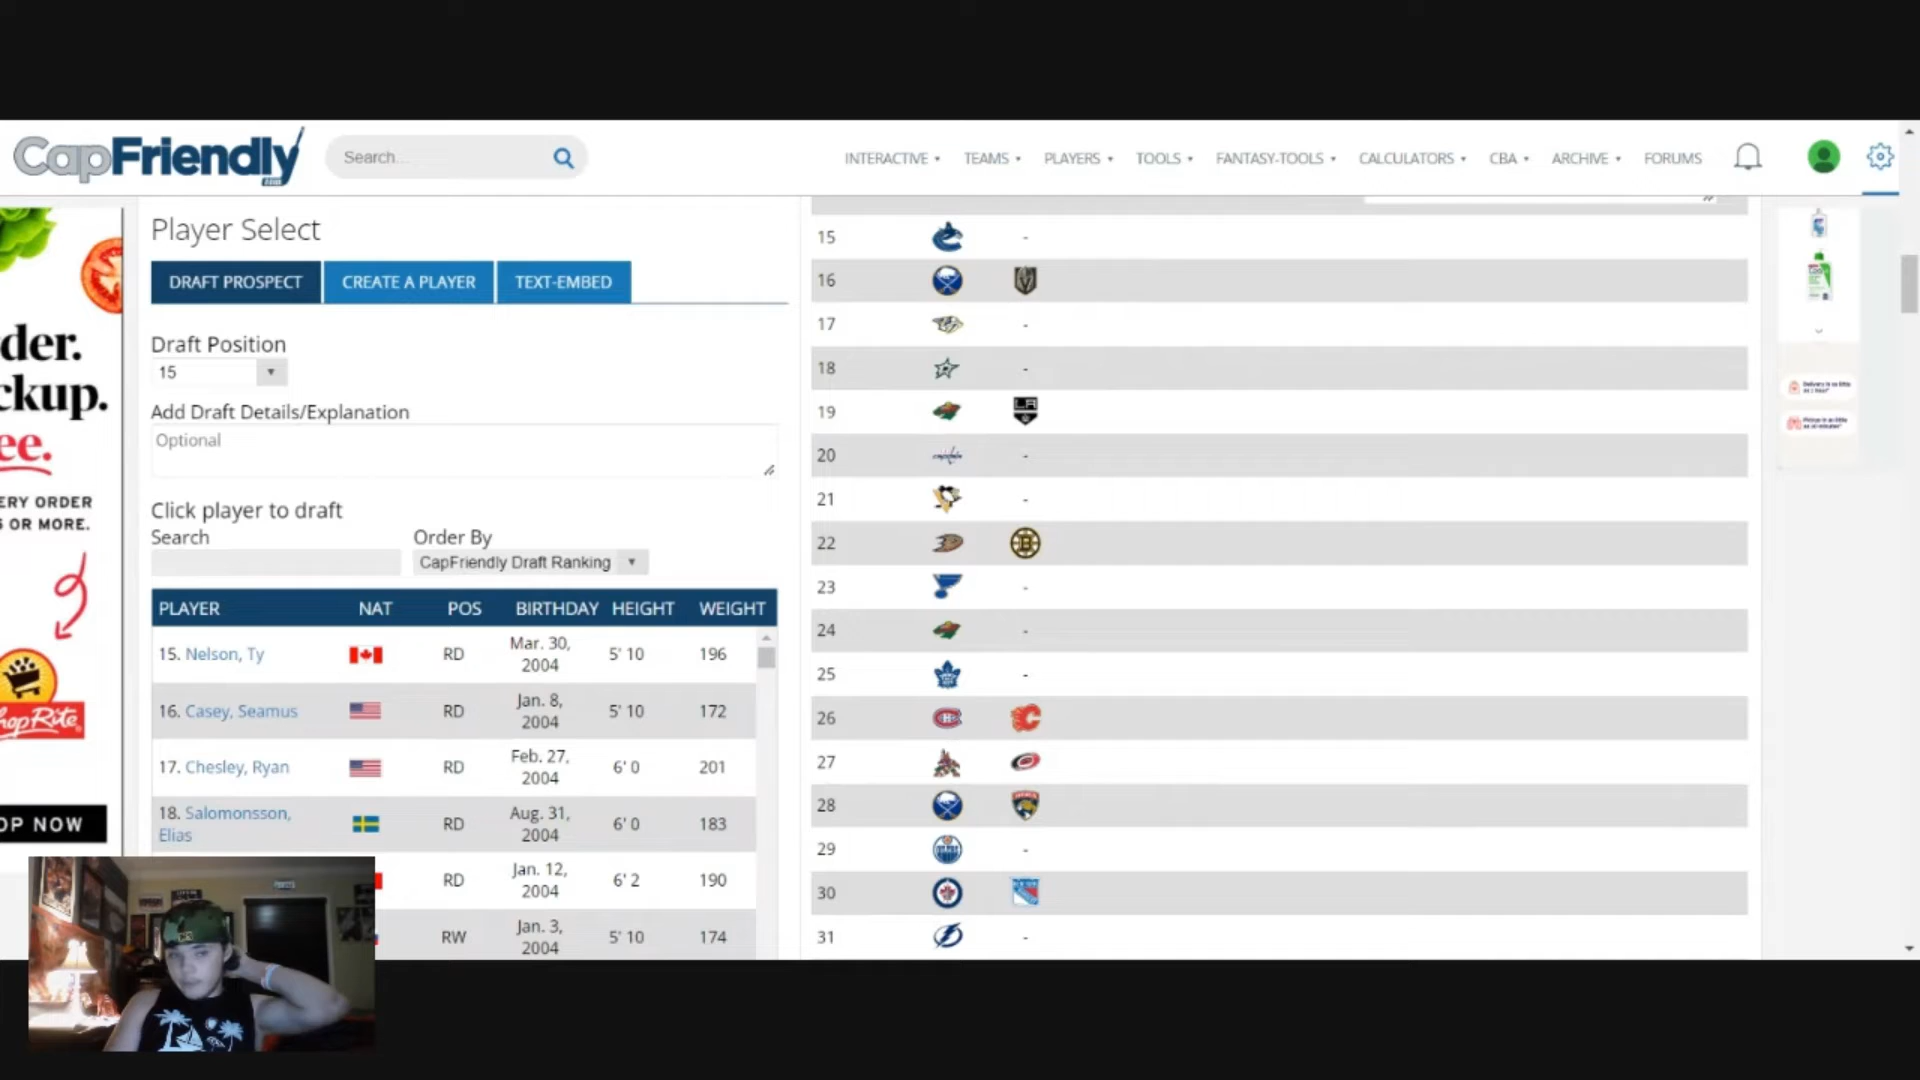 CapFriendly
Search...
INTERACTIVE TEAMS PLAYERS TOOLS FANTASY-TOOLS CALCULATORS CBA ARCHIVE FORUMS
der.
ckup.
ee.
ERY ORDER
OR MORE.
hopRite
OP NOW
Player Select
DRAFT PROSPECT CREATE A PLAYER TEXT-EMBED
Draft Position
15
Add Draft Details/Explanation
Optional
Click player to draft
Search Order By
CapFriendly Draft Ranking
PLAYER NAT POS BIRTHDAY HEIGHT WEIGHT
15. Nelson, Ty RD Mar. 30, 2004 5' 10 196
16. Casey, Seamus RD Jan. 8, 2004 5' 10 172
17. Chesley, Ryan RD Feb. 27, 2004 6' 0 201
18. Salomonsson, Elias RD Aug. 31, 2004 6' 0 183
RD Jan. 12, 2004 6' 2 190
RW Jan. 3, 2004 5' 10 174
15 -
16
17 -
18 -
19 LA
20 capitals -
21 -
22 B
23 -
24 -
25 -
26
27
28
29 -
30
31 -